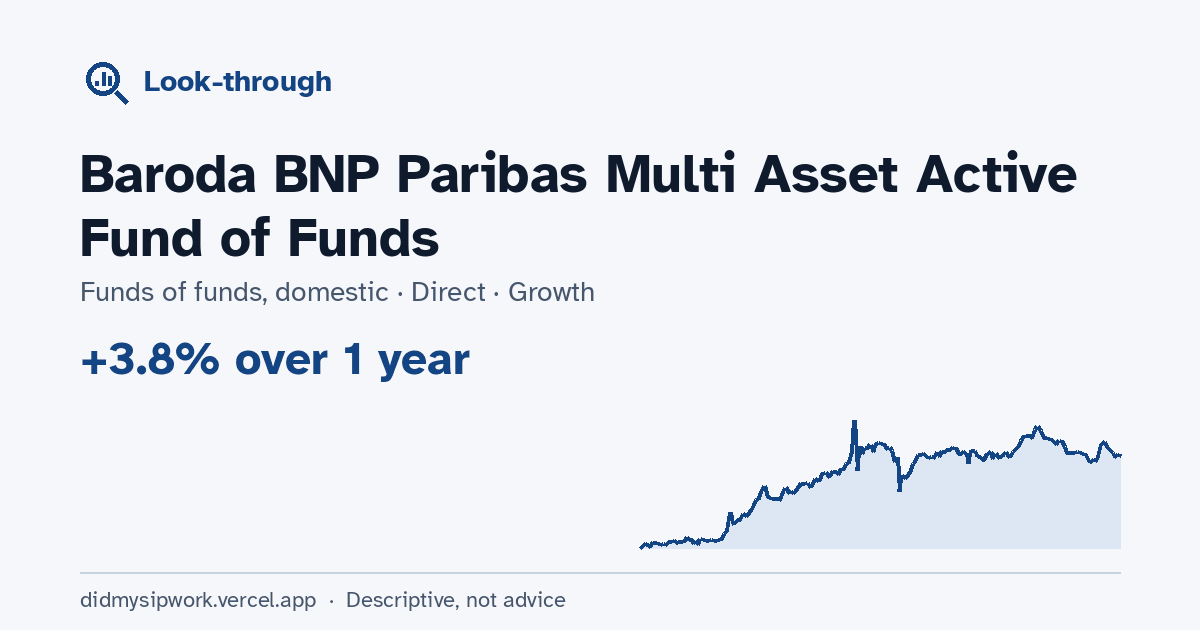 Look-through
Baroda BNP Paribas Multi Asset Active
Fund of Funds
Funds of funds, domestic · Direct · Growth
+3.8% over 1 year
didmysipwork.vercel.app · Descriptive, not advice